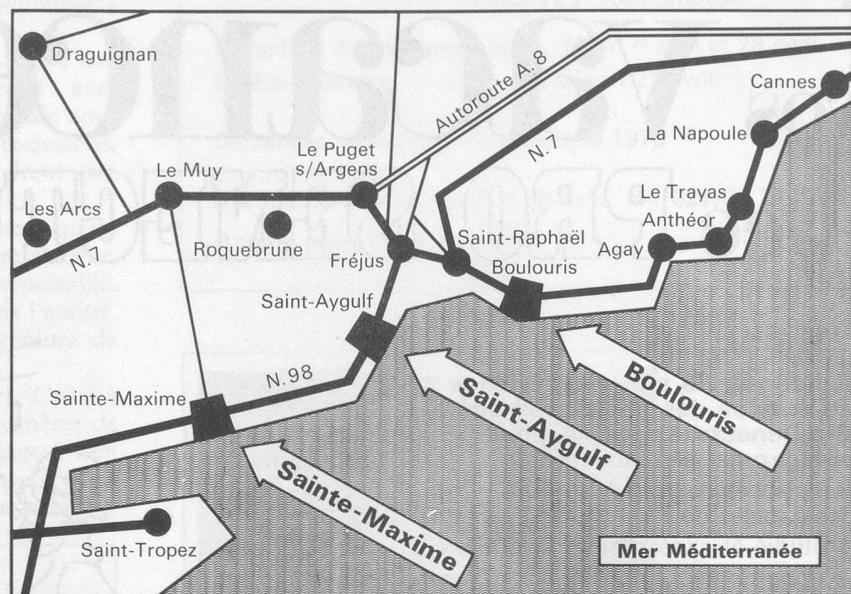 Draguignan
Autoroute A.8
Cannes
N.7
La Napoule
Le Puget
s/Argens
Le Muy
Le Trayas
Les Arcs
Anthéor
Roquebrune
Saint-Raphaël
Agay
N.7
Fréjus
Boulouris
Saint-Aygulf
N.98
Boulouris
Sainte-Maxime
Saint-Aygulf
Sainte-Maxime
Saint-Tropez
Mer Méditerranée